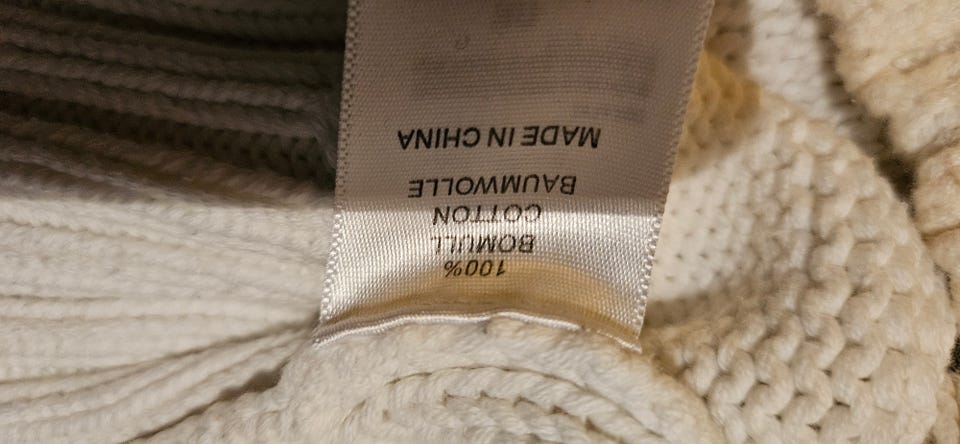 100%
BOMULL
COTTON
BAUMWOLLE
MADE IN CHINA